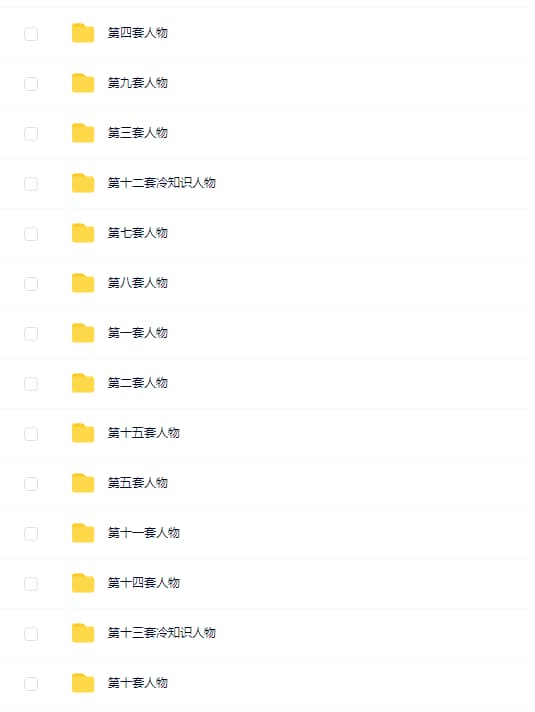 第四套人物
第九套人物
第三套人物
第十二套冷知识人物
第七套人物
第八套人物
第一套人物
第二套人物
第十五套人物
第五套人物
第十一套人物
第十四套人物
第十三套冷知识人物
第十套人物